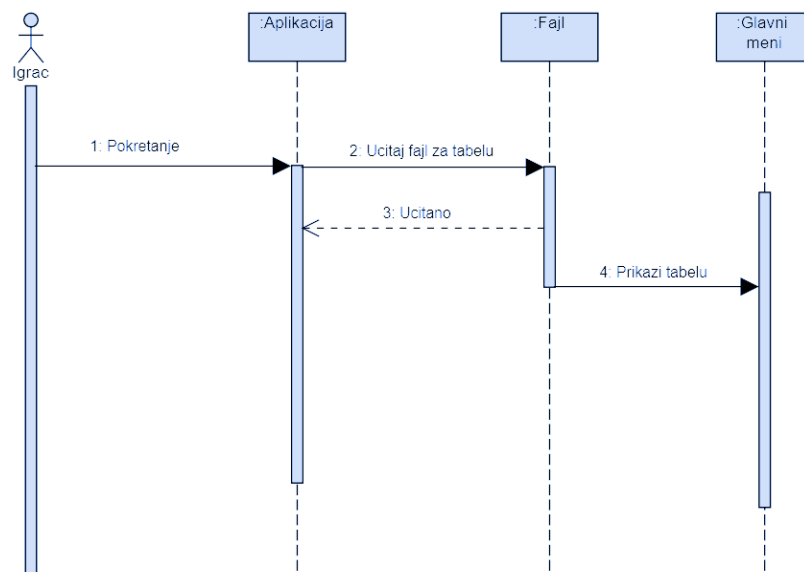 :Aplikacija
:Fajl
:Glavni
meni
Igrac
1: Pokretanje
2: Ucitaj fajl za tabelu
3: Ucitano
4: Prikazi tabelu